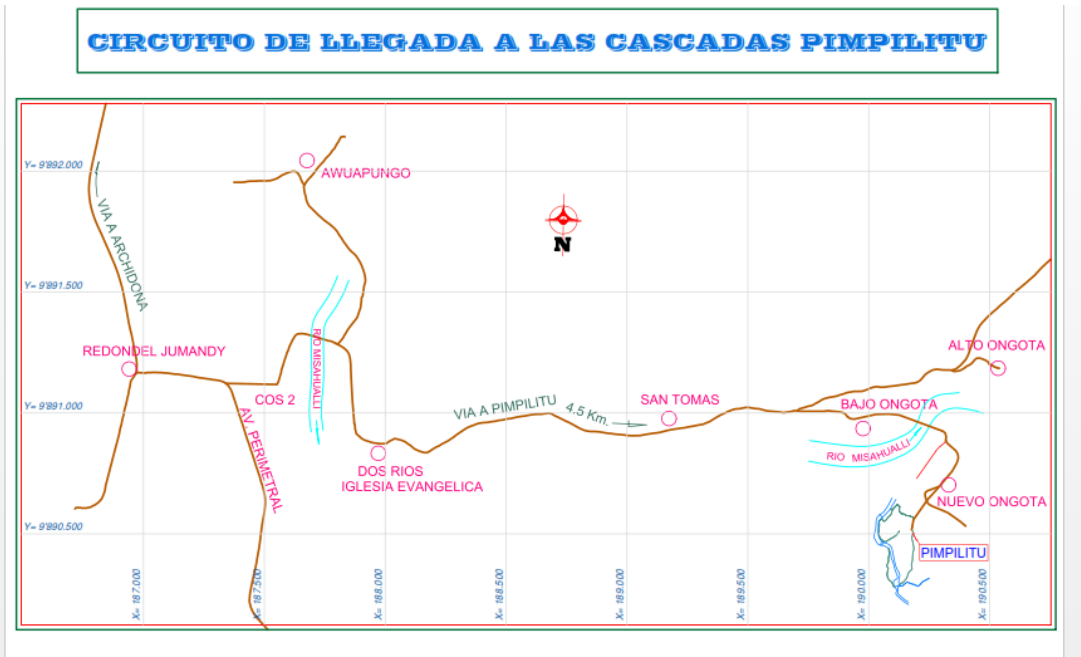 CIRCUITO DE LLEGADA A LAS CASCADAS PIMPILITU
Y= 9'892.000
AWUAPUNGO
VIA A ARCHIDONA
N
Y= 9'891.500
RIO MISAHUALLI
REDONDEL JUMANDY
ALTO ONGOTA
COS 2
VIA A PIMPILITU 4.5 Km.
SAN TOMAS
BAJO ONGOTA
Y= 9'891.000
AV. PERIMETRAL
RIO MISAHUALLI
DOS RIOS
IGLESIA EVANGELICA
NUEVO ONGOTA
Y= 9'890.500
PIMPILITU
X= 187.000
X= 187.500
X= 188.000
X= 188.500
X= 189.000
X= 189.500
X= 190.000
X= 190.500